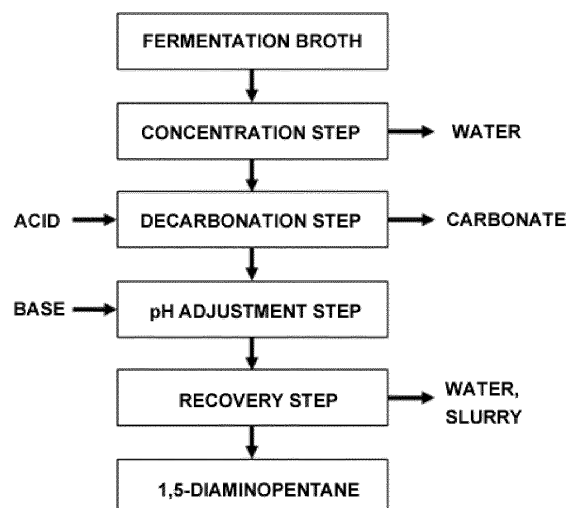 FERMENTATION BROTH
CONCENTRATION STEP
WATER
ACID
DECARBONATION STEP
CARBONATE
BASE
pH ADJUSTMENT STEP
RECOVERY STEP
WATER,
SLURRY
1,5-DIAMINOPENTANE